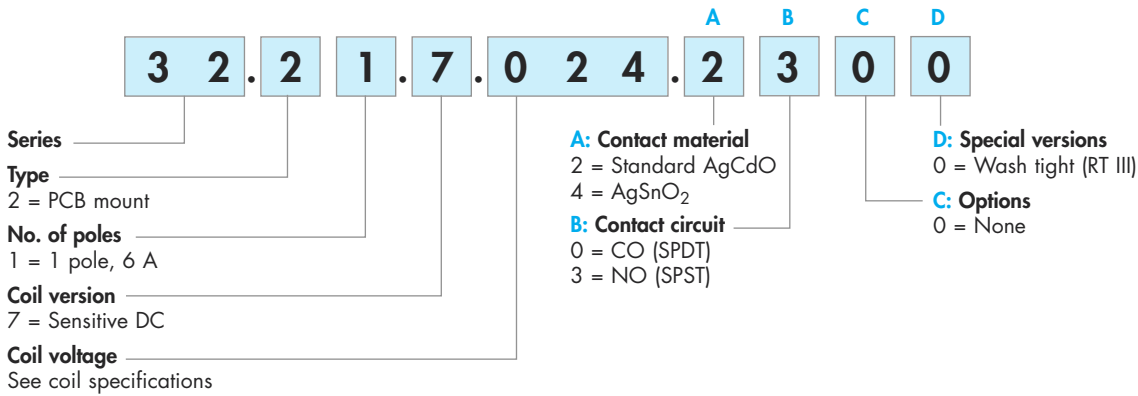 A B C D
3 2 . 2 1 . 7 . 0 2 4 . 2 3 0 0
Series
Type
2 = PCB mount
No. of poles
1 = 1 pole, 6 A
Coil version
7 = Sensitive DC
Coil voltage
See coil specifications
A: Contact material
2 = Standard AgCdO
4 = AgSnO₂
B: Contact circuit
0 = CO (SPDT)
3 = NO (SPST)
D: Special versions
0 = Wash tight (RT III)
C: Options
0 = None